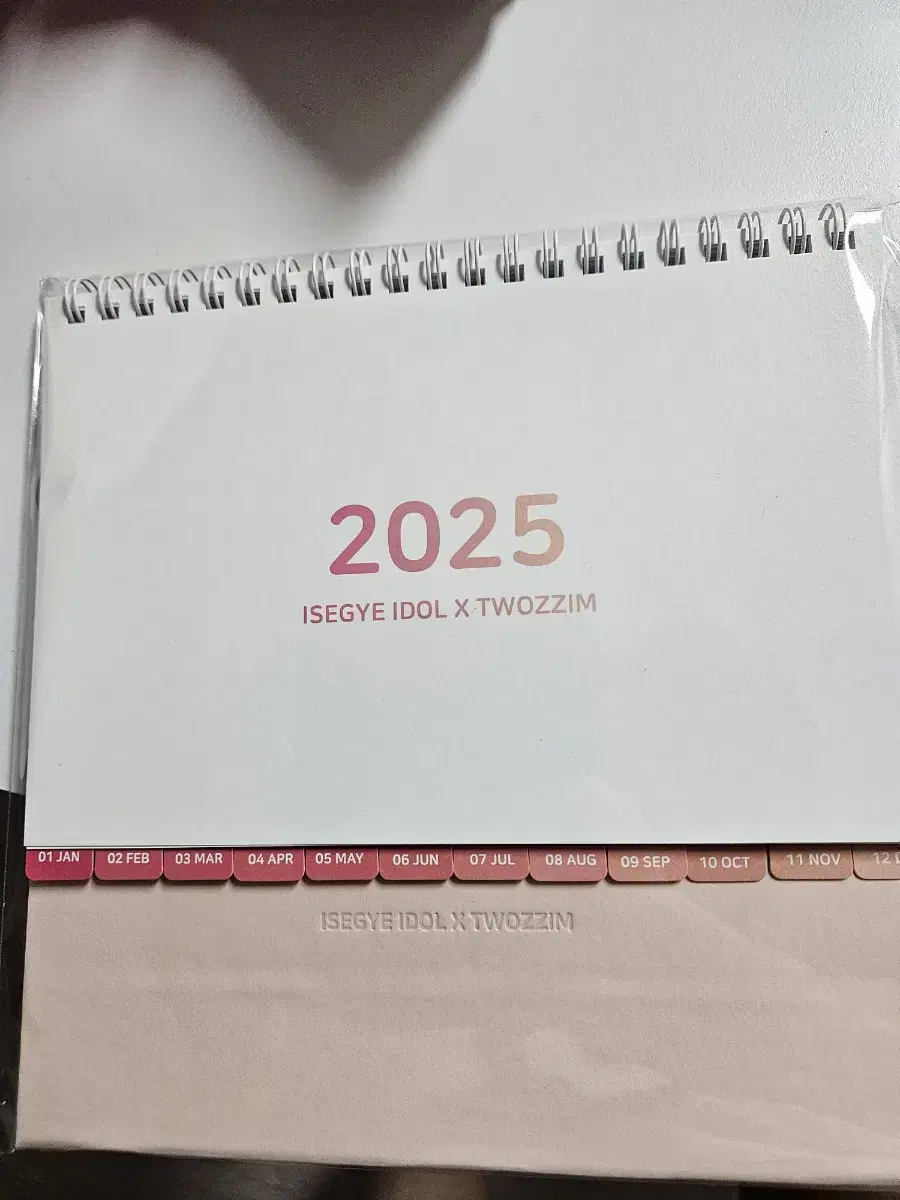 2025
ISEGYE IDOL X TWOZZIM
01 JAN 02 FEB 03 MAR 04 APR 05 MAY 06 JUN 07 JUL 08 AUG 09 SEP 10 OCT 11 NOV 12
ISEGYE IDOL X TWOZZIM